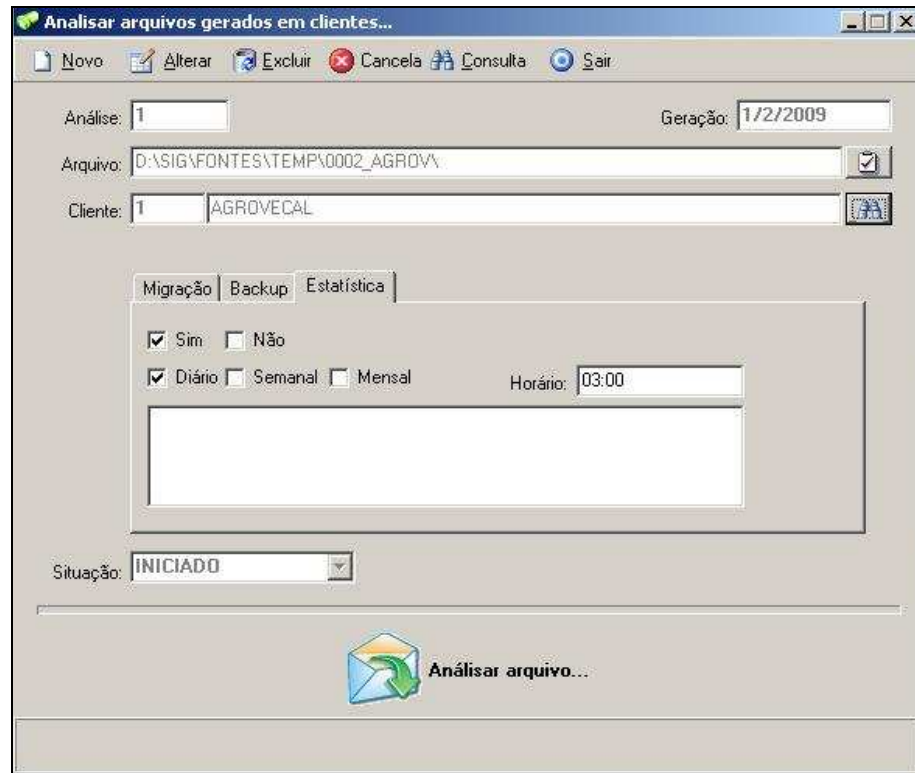 Analisar arquivos gerados em clientes...
Novo Alterar Excluir Cancela Consulta Sair
Análise: 1 Geração: 1/2/2009
Arquivo: D:\SIG\FONTES\TEMP\0002_AGROV\
Cliente: 1 AGROVECAL
Migração Backup Estatística
Sim Não
Diário Semanal Mensal Horário: 03:00
Situação: INICIADO
Análisar arquivo...